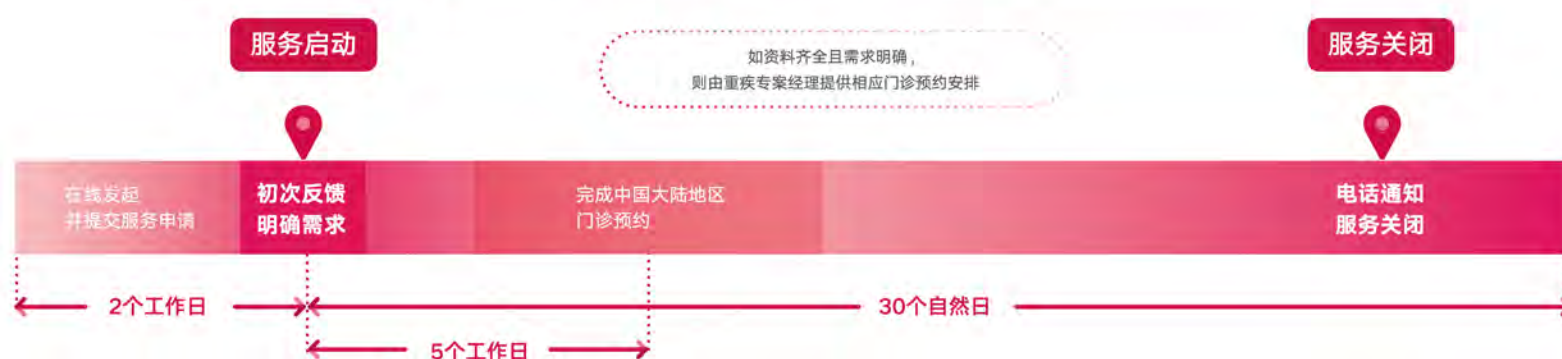 服务启动
如资料齐全且需求明确，
则由重疾专案经理提供相应门诊预约安排
服务关闭
在线发起
并提交服务申请
初次反馈
明确需求
完成中国大陆地区
门诊预约
电话通知
服务关闭
2个工作日
30个自然日
5个工作日